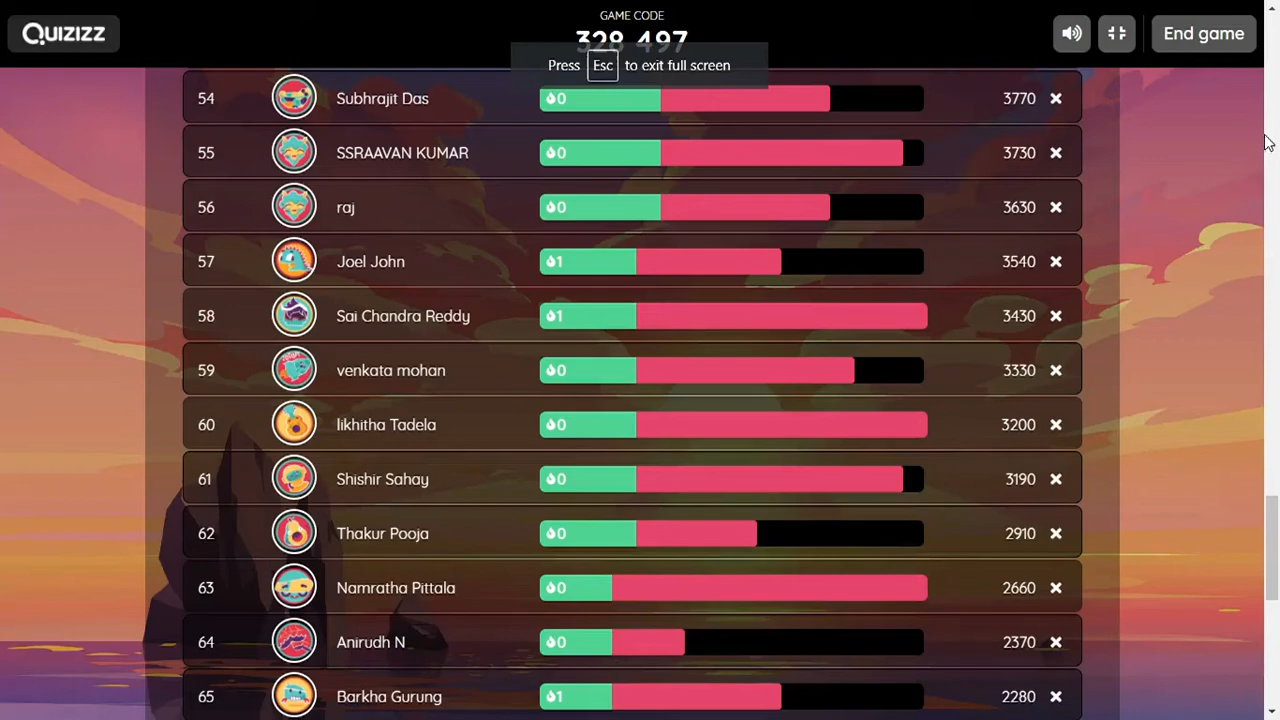 Quizizz
GAME CODE
328 497
End game
Press Esc to exit full screen
54 Subhrajit Das 0 3770
55 SSRAAVAN KUMAR 0 3730
56 raj 0 3630
57 Joel John 1 3540
58 Sai Chandra Reddy 1 3430
59 venkata mohan 0 3330
60 likhitha Tadela 0 3200
61 Shishir Sahay 0 3190
62 Thakur Pooja 0 2910
63 Namratha Pittala 0 2660
64 Anirudh N 0 2370
65 Barkha Gurung 1 2280